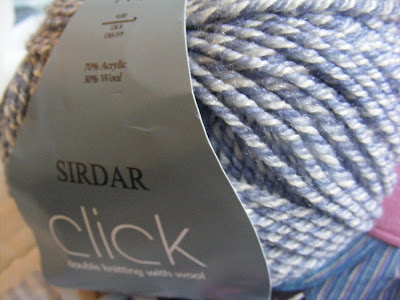 70% Acrylic
30% Wool
SIRDAR
click
double knitting with wool